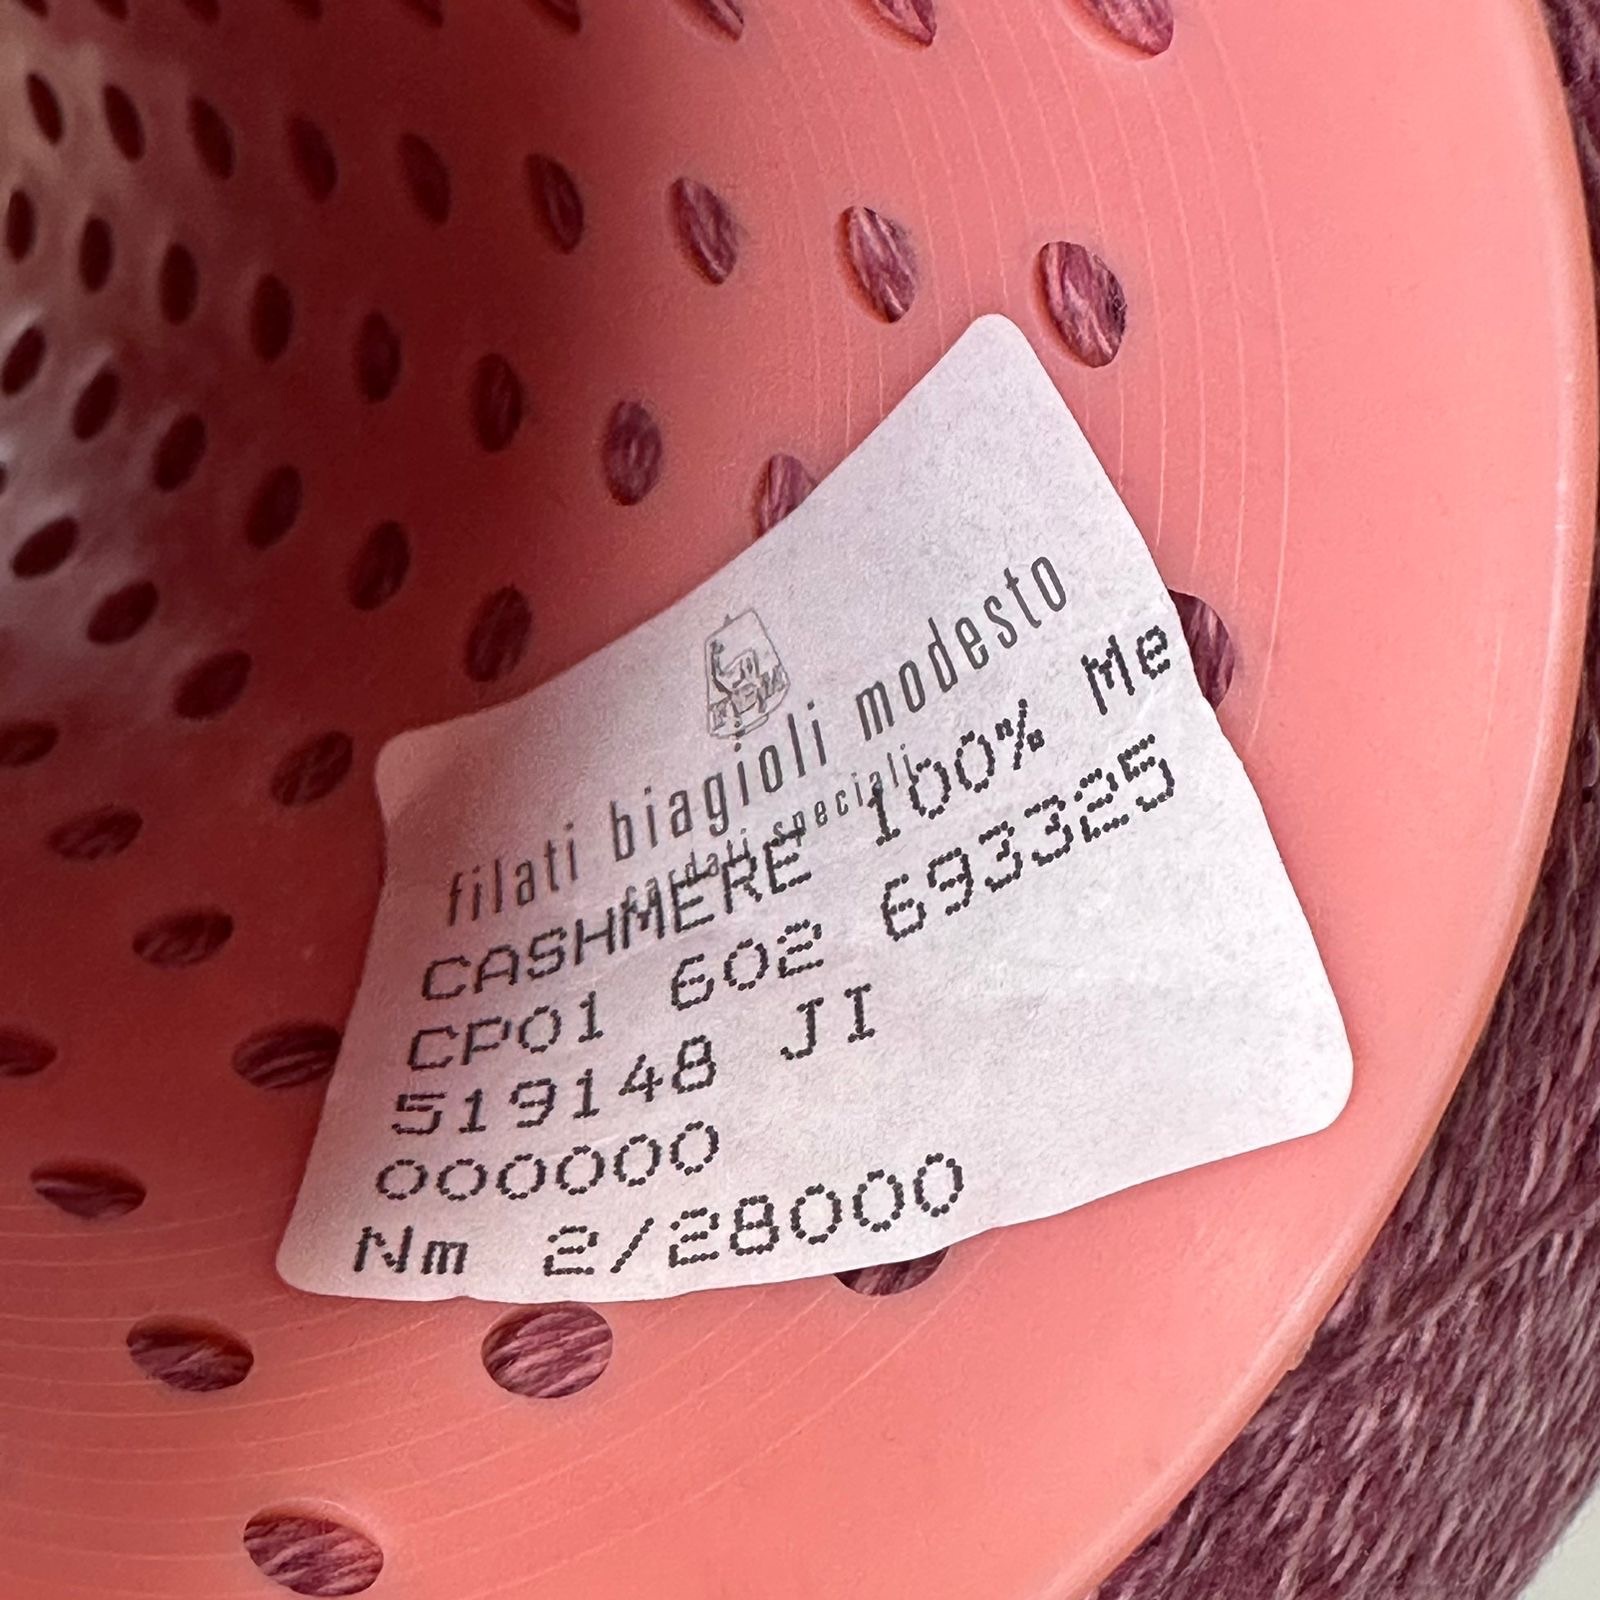 filati biagioli modesto
cardati speciali
CASHMERE 100% Me
CP01 602 693325
519148 JI
000000
Nm 2/28000